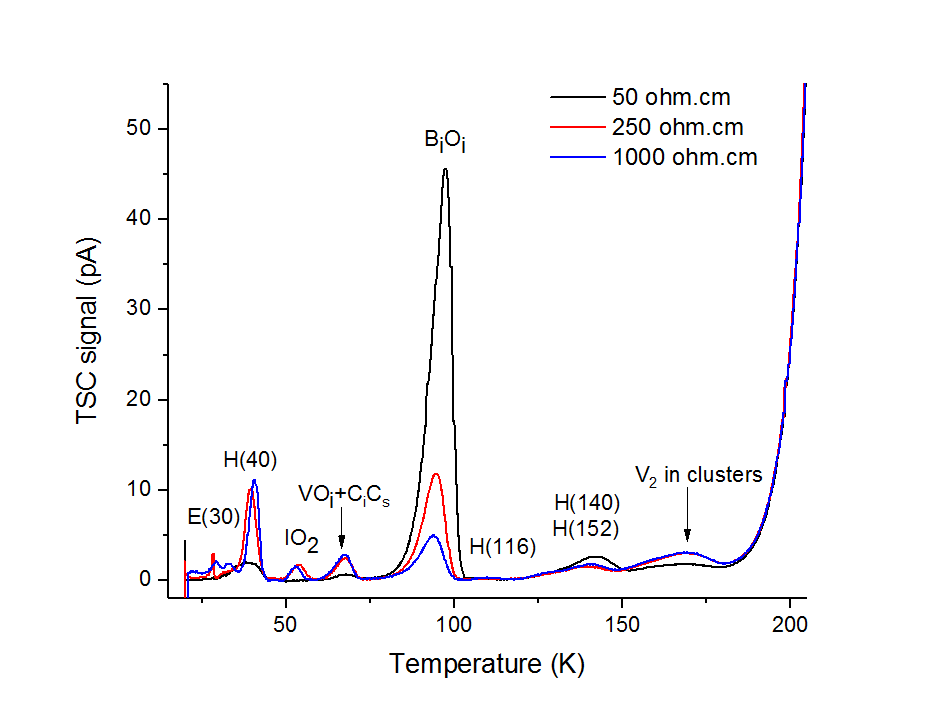 50 ohm.cm
250 ohm.cm
1000 ohm.cm
BiOi
H(40)
E(30)
IO2
VOi+CiCs
H(116)
H(140)
H(152)
V2 in clusters
TSC signal (pA)
50
40
30
20
10
0
50
100
150
200
Temperature (K)